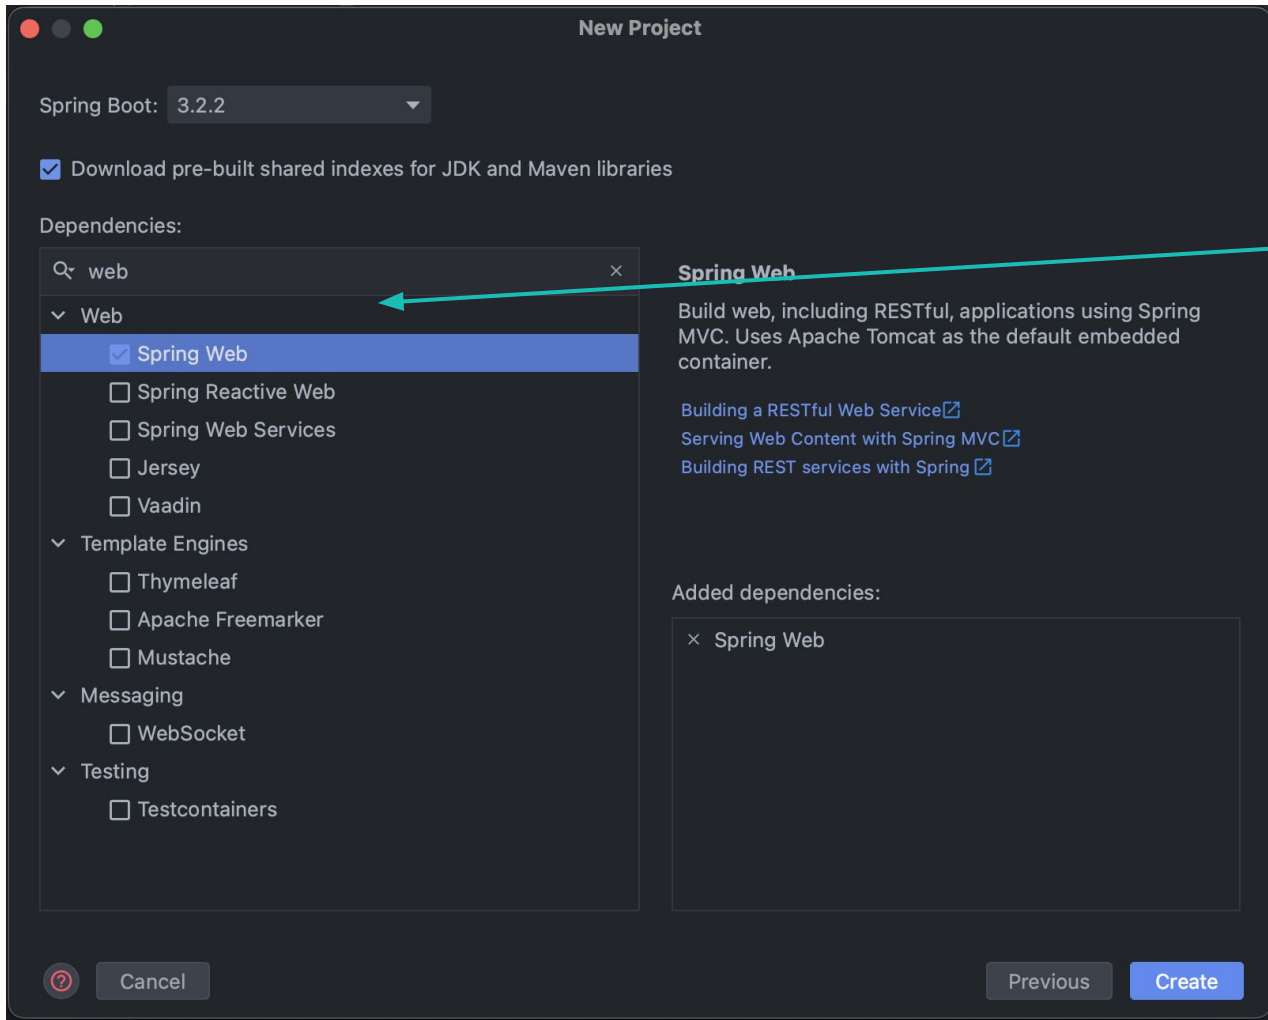 New Project
Spring Boot: 3.2.2
Download pre-built shared indexes for JDK and Maven libraries
Dependencies:
web
Web
Spring Web
Spring Reactive Web
Spring Web Services
Jersey
Vaadin
Template Engines
Thymeleaf
Apache Freemarker
Mustache
Messaging
WebSocket
Testing
Testcontainers
Spring Web
Build web, including RESTful, applications using Spring
MVC. Uses Apache Tomcat as the default embedded
container.
Building a RESTful Web Service
Serving Web Content with Spring MVC
Building REST services with Spring
Added dependencies:
Spring Web
Cancel
Previous
Create